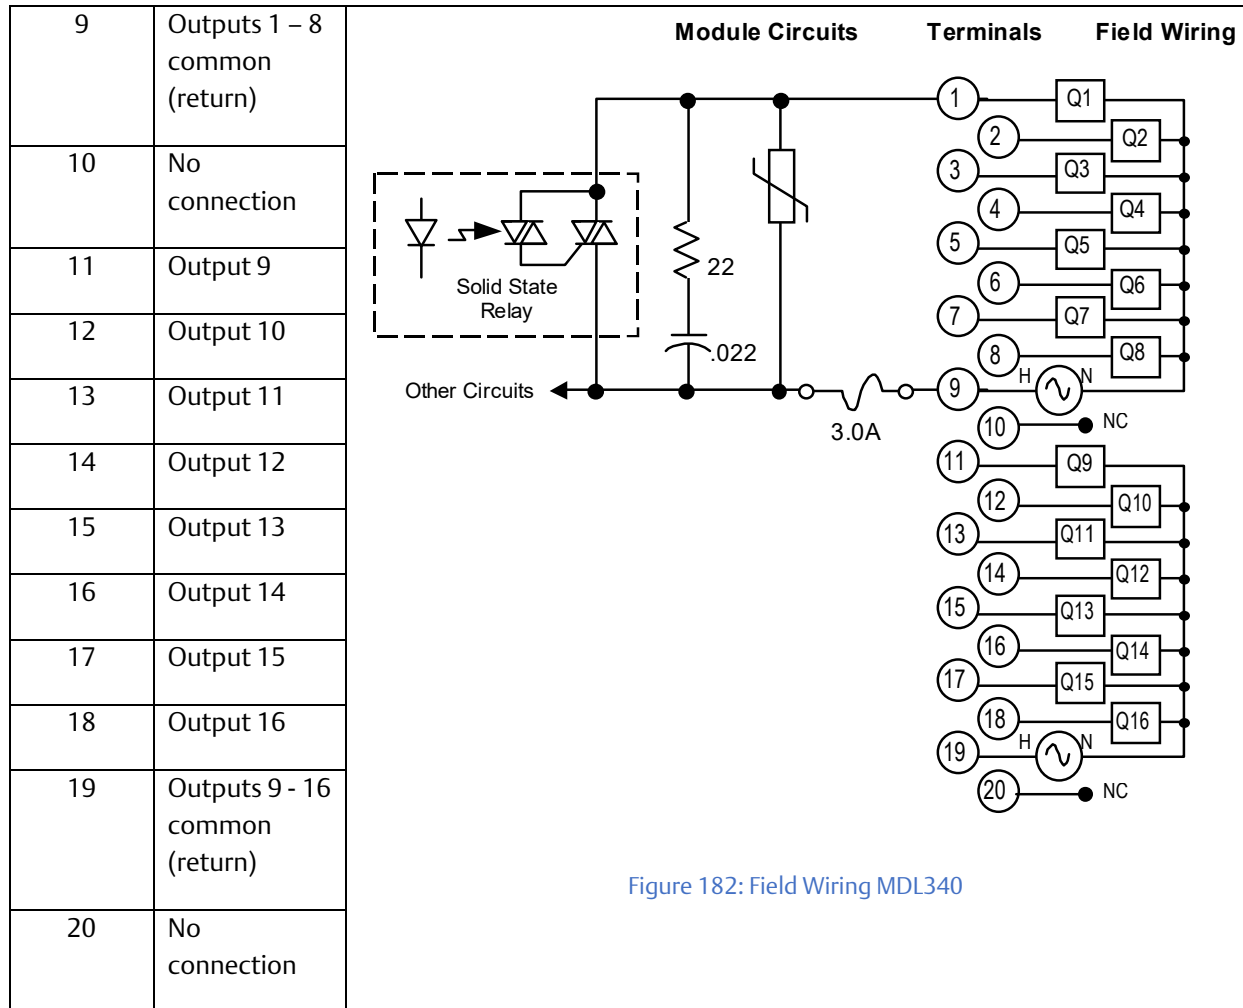 9
Outputs 1 – 8
common
(return)
10
No
connection
11
Output 9
12
Output 10
13
Output 11
14
Output 12
15
Output 13
16
Output 14
17
Output 15
18
Output 16
19
Outputs 9 - 16
common
(return)
20
No
connection
Module Circuits Terminals Field Wiring
1 Q1
2 Q2
3 Q3
4 Q4
5 Q5
6 Q6
7 Q7
8 Q8
H N
9
10 NC
11 Q9
12 Q10
13 Q11
14 Q12
15 Q13
16 Q14
17 Q15
18 Q16
H N
19
20 NC
Solid State
Relay
22
.022
Other Circuits
3.0A
Figure 182: Field Wiring MDL340